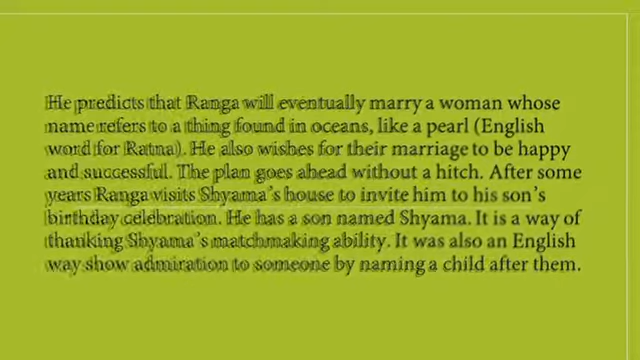 He predicts that Ranga will eventually marry a woman whose
name refers to a thing found in oceans, like a pearl (English
word for Ratna). He also wishes for their marriage to be happy
and successful. The plan goes ahead without a hitch. After some
years Ranga visits Shyama's house to invite him to his son's
birthday celebration. He has a son named Shyama. It is a way of
thanking Shyama's matchmaking ability. It was also an English
way show admiration to someone by naming a child after them.